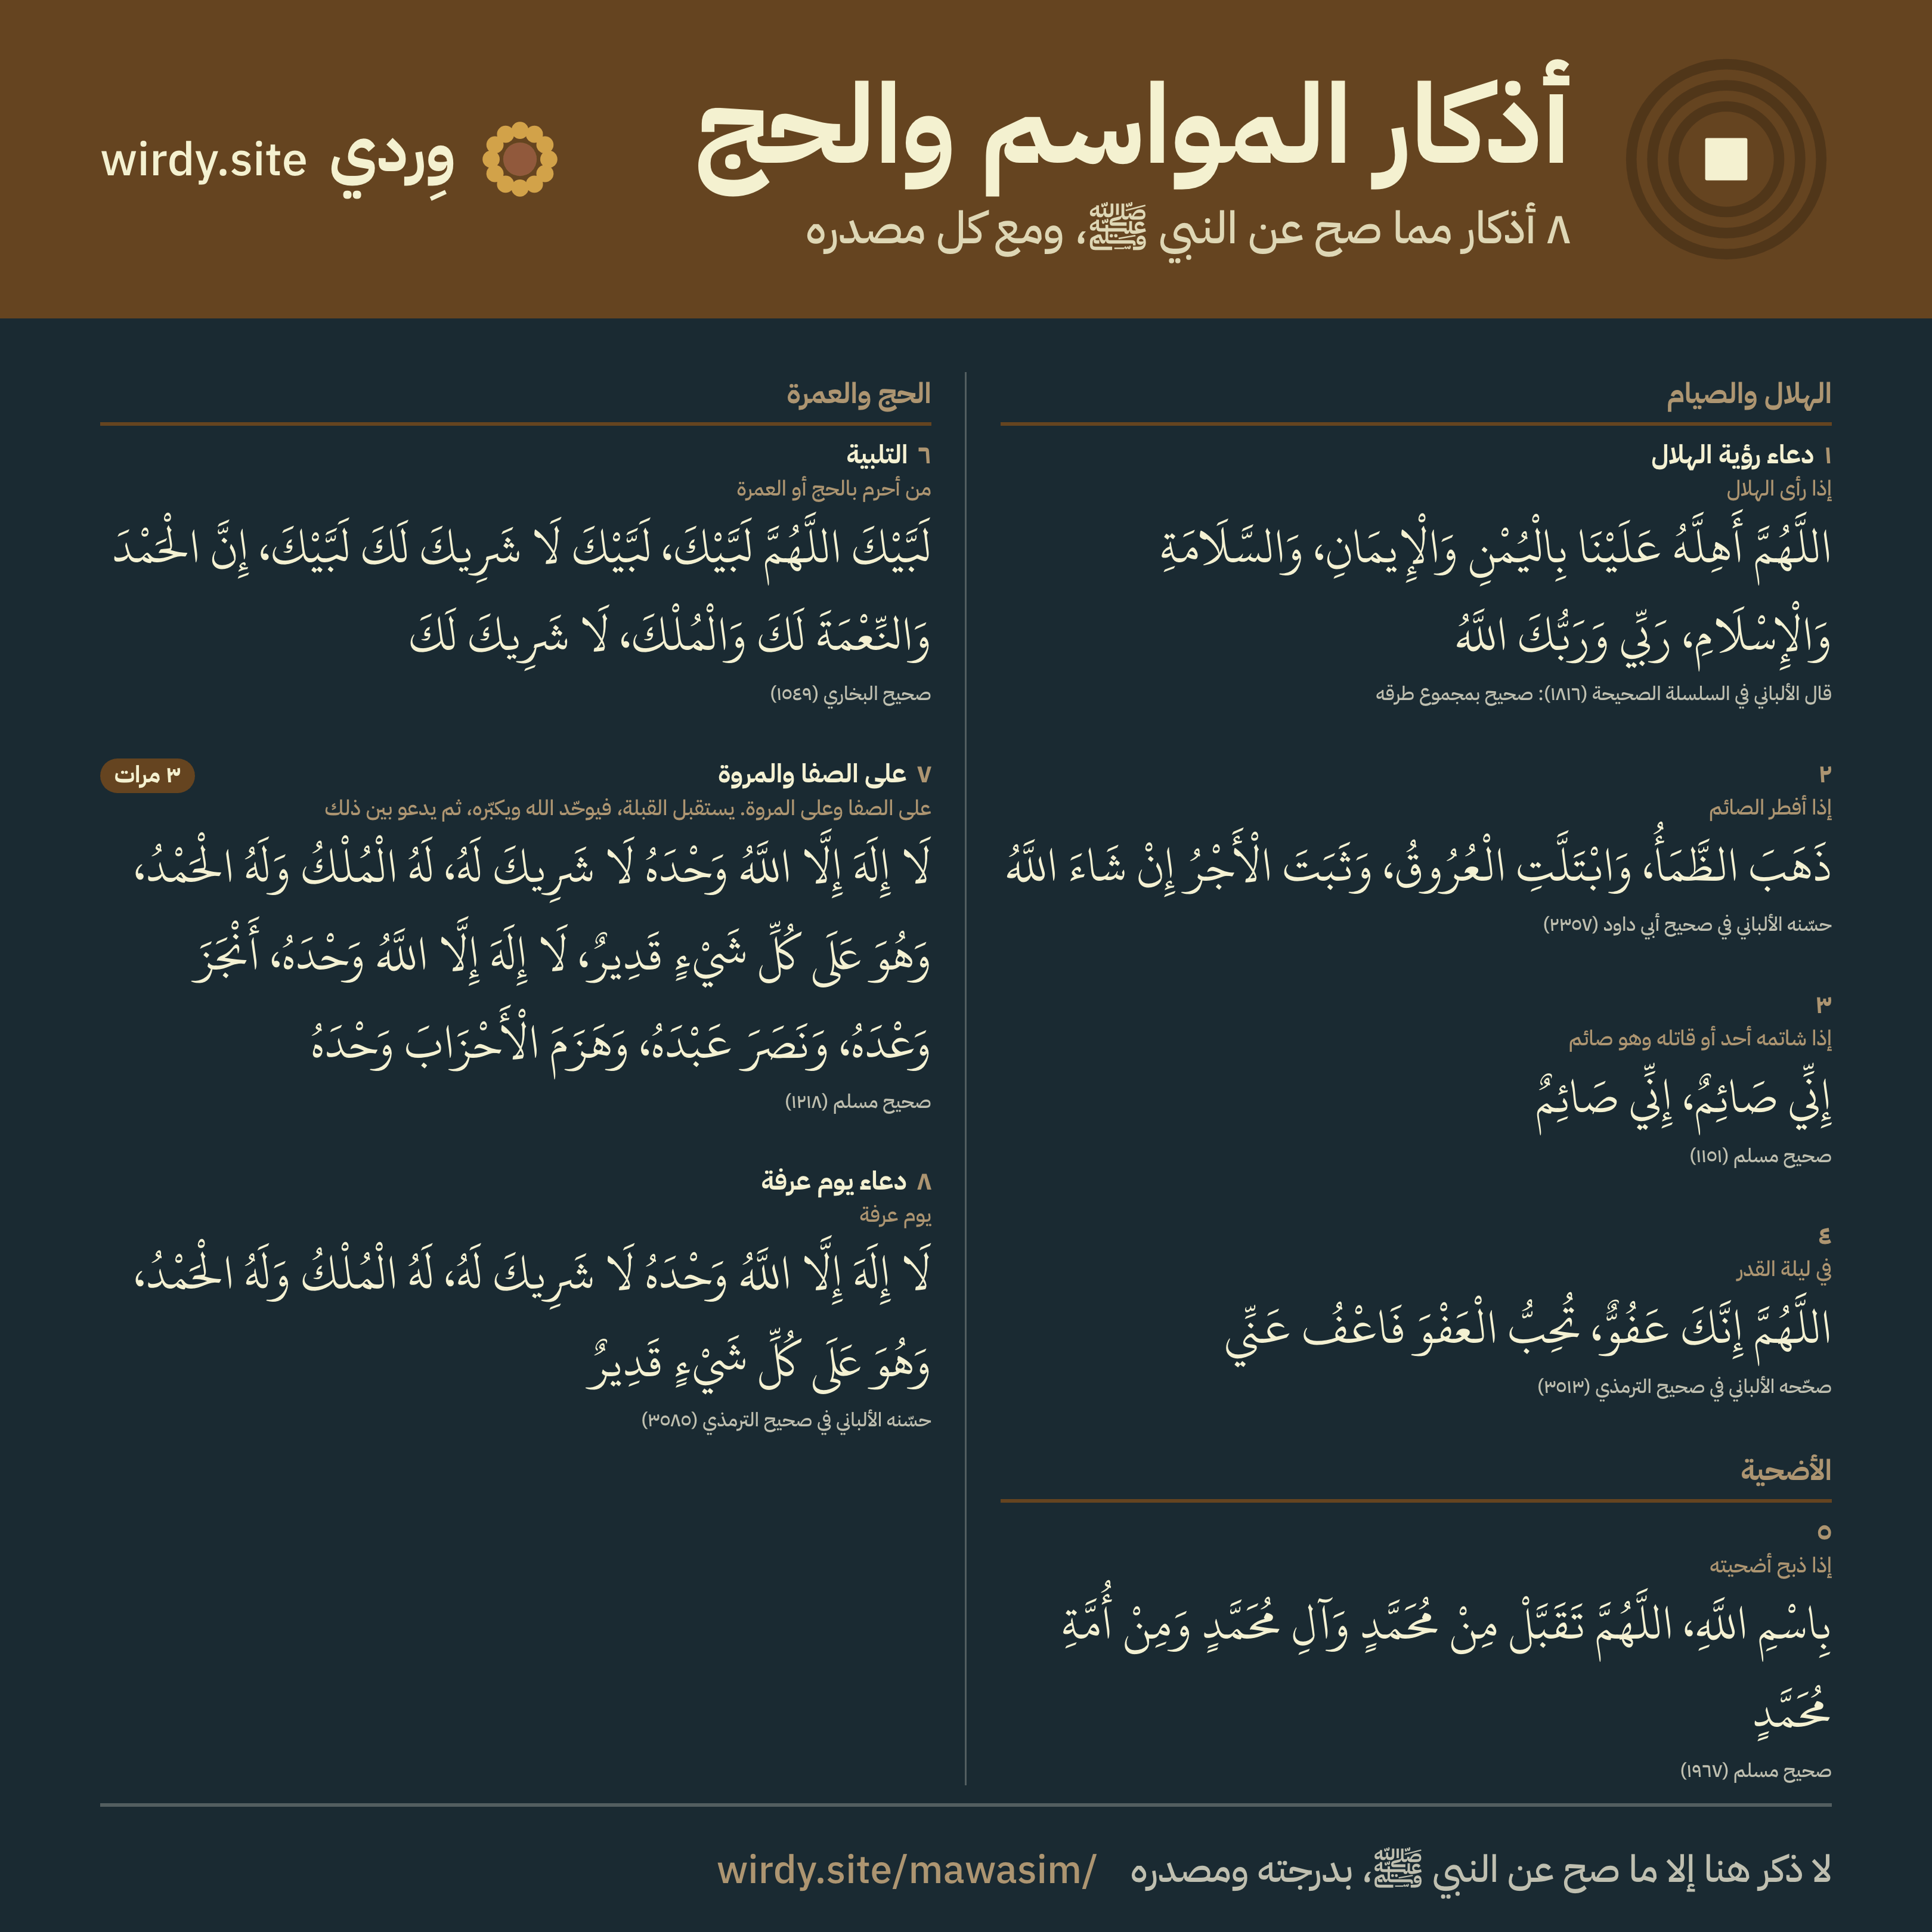 أذكار المواسم والحج
٨ أذكار مما صح عن النبي ﷺ، ومع كل مصدره
وِردي wirdy.site
الهلال والصيام
١ دعاء رؤية الهلال
إذا رأى الهلال
اللَّهُمَّ أَهِلَّهُ عَلَيْنَا بِالْيُمْنِ وَالْإِيمَانِ، وَالسَّلَامَةِ
وَالْإِسْلَامِ، رَبِّي وَرَبُّكَ اللَّهُ
قال الألباني في السلسلة الصحيحة (١٨١٦): صحيح بمجموع طرقه
٢
إذا أفطر الصائم
ذَهَبَ الظَّمَأُ، وَابْتَلَّتِ الْعُرُوقُ، وَثَبَتَ الْأَجْرُ إِنْ شَاءَ اللَّهُ
حسّنه الألباني في صحيح أبي داود (٢٣٥٧)
٣
إذا شاتمه أحد أو قاتله وهو صائم
إِنِّي صَائِمٌ، إِنِّي صَائِمٌ
صحيح مسلم (١١٥١)
٤
في ليلة القدر
اللَّهُمَّ إِنَّكَ عَفُوٌّ، تُحِبُّ الْعَفْوَ فَاعْفُ عَنِّي
صحّحه الألباني في صحيح الترمذي (٣٥١٣)
الأضحية
٥
إذا ذبح أضحيته
بِاسْمِ اللَّهِ، اللَّهُمَّ تَقَبَّلْ مِنْ مُحَمَّدٍ وَآلِ مُحَمَّدٍ وَمِنْ أُمَّةِ
مُحَمَّدٍ
صحيح مسلم (١٩٦٧)
الحج والعمرة
٦ التلبية
من أحرم بالحج أو العمرة
لَبَّيْكَ اللَّهُمَّ لَبَّيْكَ، لَبَّيْكَ لَا شَرِيكَ لَكَ لَبَّيْكَ، إِنَّ الْحَمْدَ
وَالنِّعْمَةَ لَكَ وَالْمُلْكَ، لَا شَرِيكَ لَكَ
صحيح البخاري (١٥٤٩)
٧ على الصفا والمروة
٣ مرات
على الصفا وعلى المروة. يستقبل القبلة، فيوحّد الله ويكبّره، ثم يدعو بين ذلك
لَا إِلَهَ إِلَّا اللَّهُ وَحْدَهُ لَا شَرِيكَ لَهُ، لَهُ الْمُلْكُ وَلَهُ الْحَمْدُ،
وَهُوَ عَلَى كُلِّ شَيْءٍ قَدِيرٌ، لَا إِلَهَ إِلَّا اللَّهُ وَحْدَهُ، أَنْجَزَ
وَعْدَهُ، وَنَصَرَ عَبْدَهُ، وَهَزَمَ الْأَحْزَابَ وَحْدَهُ
صحيح مسلم (١٢١٨)
٨ دعاء يوم عرفة
يوم عرفة
لَا إِلَهَ إِلَّا اللَّهُ وَحْدَهُ لَا شَرِيكَ لَهُ، لَهُ الْمُلْكُ وَلَهُ الْحَمْدُ،
وَهُوَ عَلَى كُلِّ شَيْءٍ قَدِيرٌ
حسّنه الألباني في صحيح الترمذي (٣٥٨٥)
لا ذكر هنا إلا ما صح عن النبي ﷺ، بدرجته ومصدره wirdy.site/mawasim/